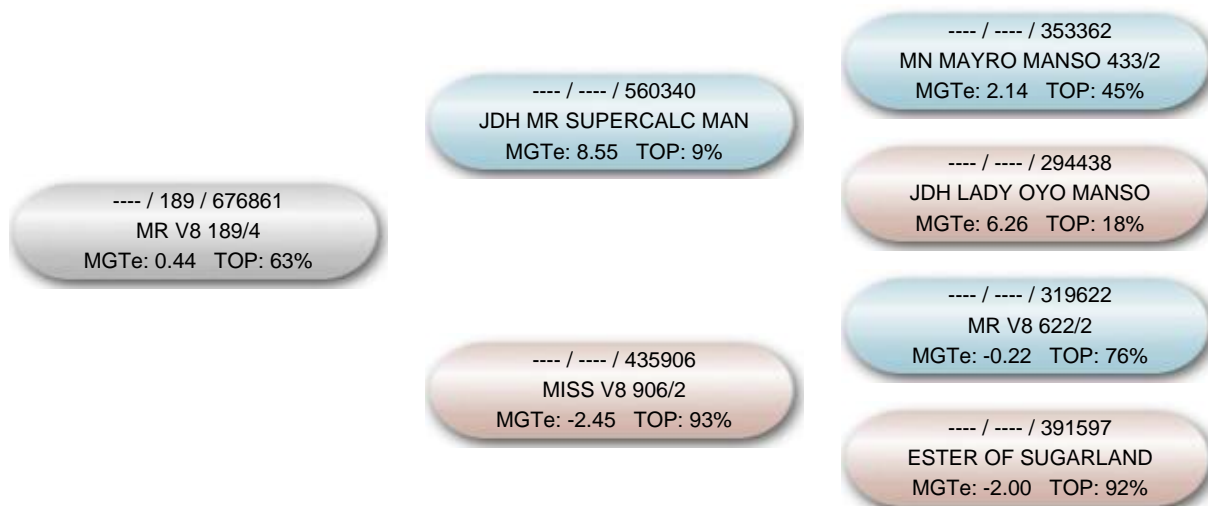 ---- / 189 / 676861
MR V8 189/4
MGTe: 0.44 TOP: 63%
---- / ---- / 560340
JDH MR SUPERCALC MAN
MGTe: 8.55 TOP: 9%
---- / ---- / 435906
MISS V8 906/2
MGTe: -2.45 TOP: 93%
---- / ---- / 353362
MN MAYRO MANSO 433/2
MGTe: 2.14 TOP: 45%
---- / ---- / 294438
JDH LADY OYO MANSO
MGTe: 6.26 TOP: 18%
---- / ---- / 319622
MR V8 622/2
MGTe: -0.22 TOP: 76%
---- / ---- / 391597
ESTER OF SUGARLAND
MGTe: -2.00 TOP: 92%